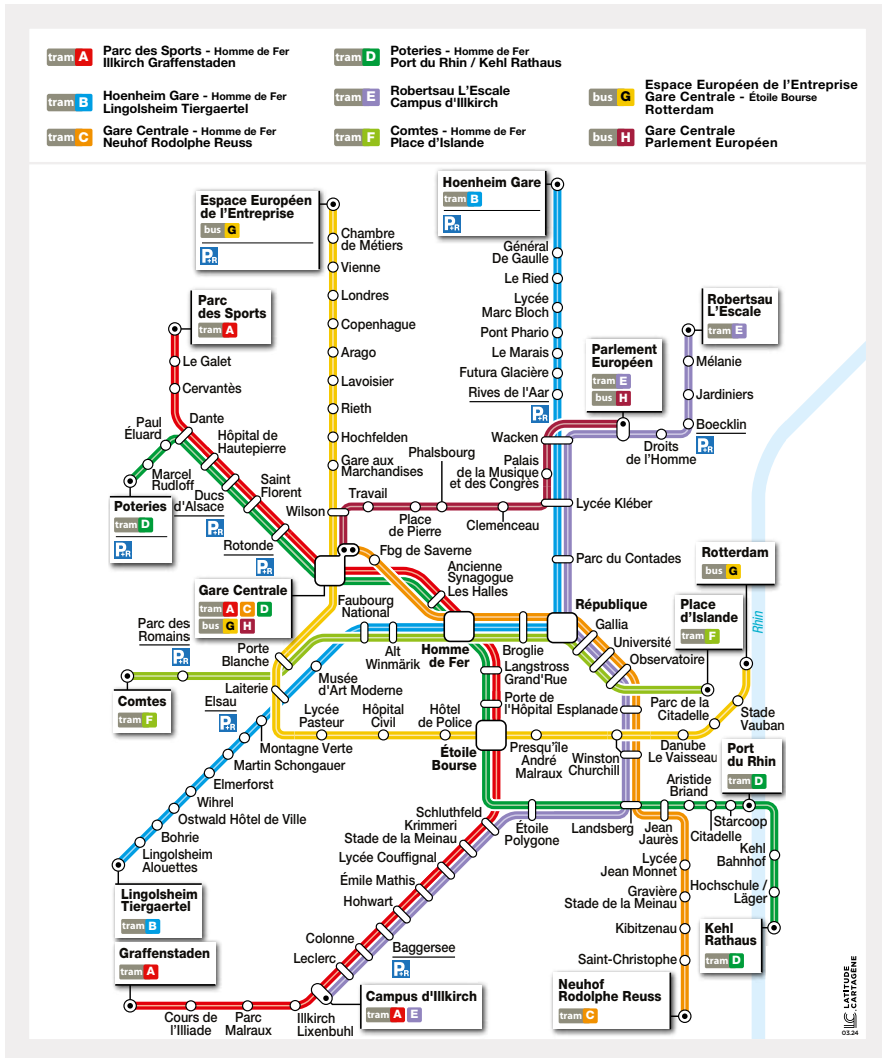 tram A Parc des Sports - Homme de Fer
Illkirch Graffenstaden
tram B Hoenheim Gare - Homme de Fer
Lingolsheim Tiergaertel
tram C Gare Centrale - Homme de Fer
Neuhof Rodolphe Reuss
tram D Poteries - Homme de Fer
Port du Rhin / Kehl Rathaus
tram E Robertsau L'Escale
Campus d'Illkirch
tram F Comtes - Homme de Fer
Place d'Islande
bus G Espace Européen de l'Entreprise
Gare Centrale - Étoile Bourse
Rotterdam
bus H Gare Centrale
Parlement Européen
Espace Européen
de l'Entreprise
bus G
P+R
Chambre
de Métiers
Vienne
Londres
Copenhague
Arago
Lavoisier
Rieth
Hochfelden
Gare aux
Marchandises
Wilson
Hoenheim Gare
tram B
P+R
Général
De Gaulle
Le Ried
Lycée
Marc Bloch
Pont Phario
Le Marais
Futura Glacière
Rives de l'Aar
P+R
Wacken
Palais
de la Musique
et des Congrès
Lycée Kléber
Parc du Contades
Robertsau
L'Escale
tram E
Mélanie
Jardiniers
Boecklin
P+R
Droits
de l'Homme
Parlement
Européen
tram E
bus H
Parc
des Sports
tram A
Le Galet
Cervantès
Dante
Paul
Éluard
Marcel
Rudloff
Poteries
tram D
P+R
Hôpital de
Hautepierre
Ducs
d'Alsace
P+R
Saint
Florent
Rotonde
P+R
Travail
Place
de Pierre
Phalsbourg
Clemenceau
Gare Centrale
tram A C D
bus G H
Fbg de Saverne
Ancienne
Synagogue
Les Halles
Faubourg
National
Alt
Winmärik
Homme
de Fer
Broglie
République
Gallia
Université
Observatoire
Rotterdam
bus G
Place
d'Islande
tram F
Rhin
Parc de la
Citadelle
Stade
Vauban
Parc des
Romains
P+R
Comtes
tram F
Porte
Blanche
Laiterie
Musée
d'Art Moderne
Elsau
P+R
Montagne Verte
Martin Schongauer
Elmerforst
Wihrel
Ostwald Hôtel de Ville
Bohrie
Lingolsheim
Alouettes
Lingolsheim
Tiergaertel
tram B
Lycée
Pasteur
Hôpital
Civil
Hôtel
de Police
Étoile
Bourse
Langstross
Grand'Rue
Porte de
l'Hôpital
Esplanade
Presqu'île
André
Malraux
Winston
Churchill
Danube
Le Vaisseau
Port
du Rhin
tram D
Aristide
Briand
Starcoop
Citadelle
Jean
Jaurès
Landsberg
Étoile
Polygone
Schluthfeld
Krimmeri
Stade de la Meinau
Lycée Couffignal
Émile Mathis
Hohwart
Colonne
Leclerc
Baggersee
P+R
Campus d'Illkirch
tram A E
Illkirch
Lixenbuhl
Parc
Malraux
Cours de
l'Illiade
Graffenstaden
tram A
Lycée
Jean Monnet
Gravière
Stade de la Meinau
Kibitzenau
Saint-Christophe
Neuhof
Rodolphe Reuss
tram C
Kehl
Bahnhof
Hochschule /
Läger
Kehl
Rathaus
tram D
LATITUDE
CARTAGÈNE
03.24